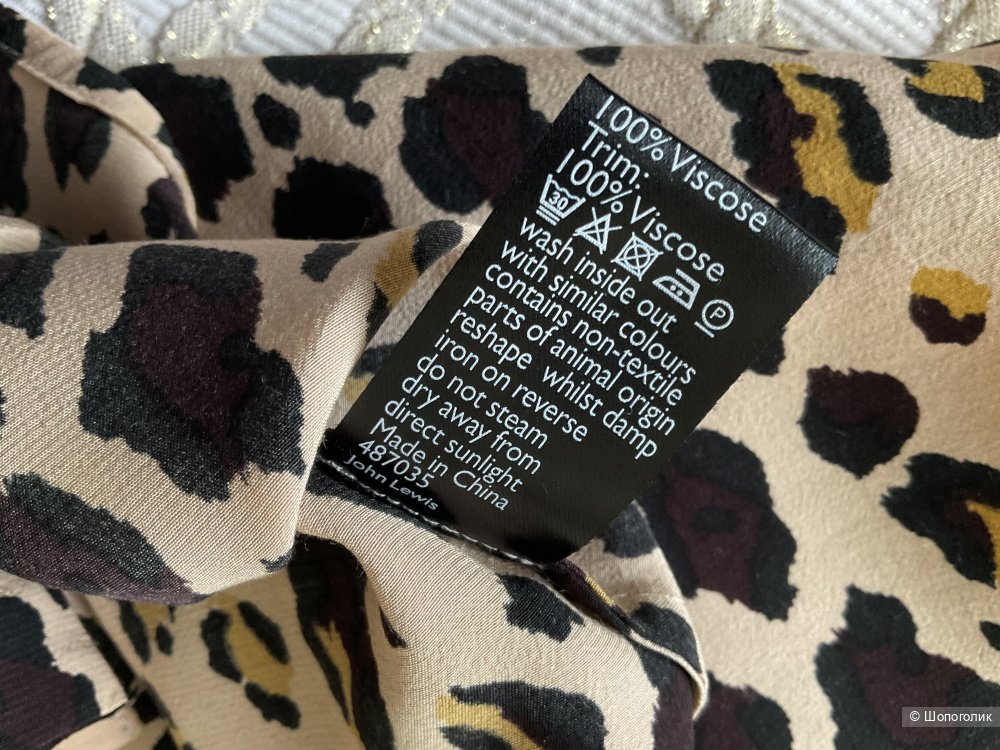 100% Viscose
Trim:
100% Viscose
30 P
wash inside out
with similar colours
contains non-textile
parts of animal origin
reshape whilst damp
iron on reverse
do not steam
dry away from
direct sunlight
Made in China
487035
John Lewis
© Шопоголик